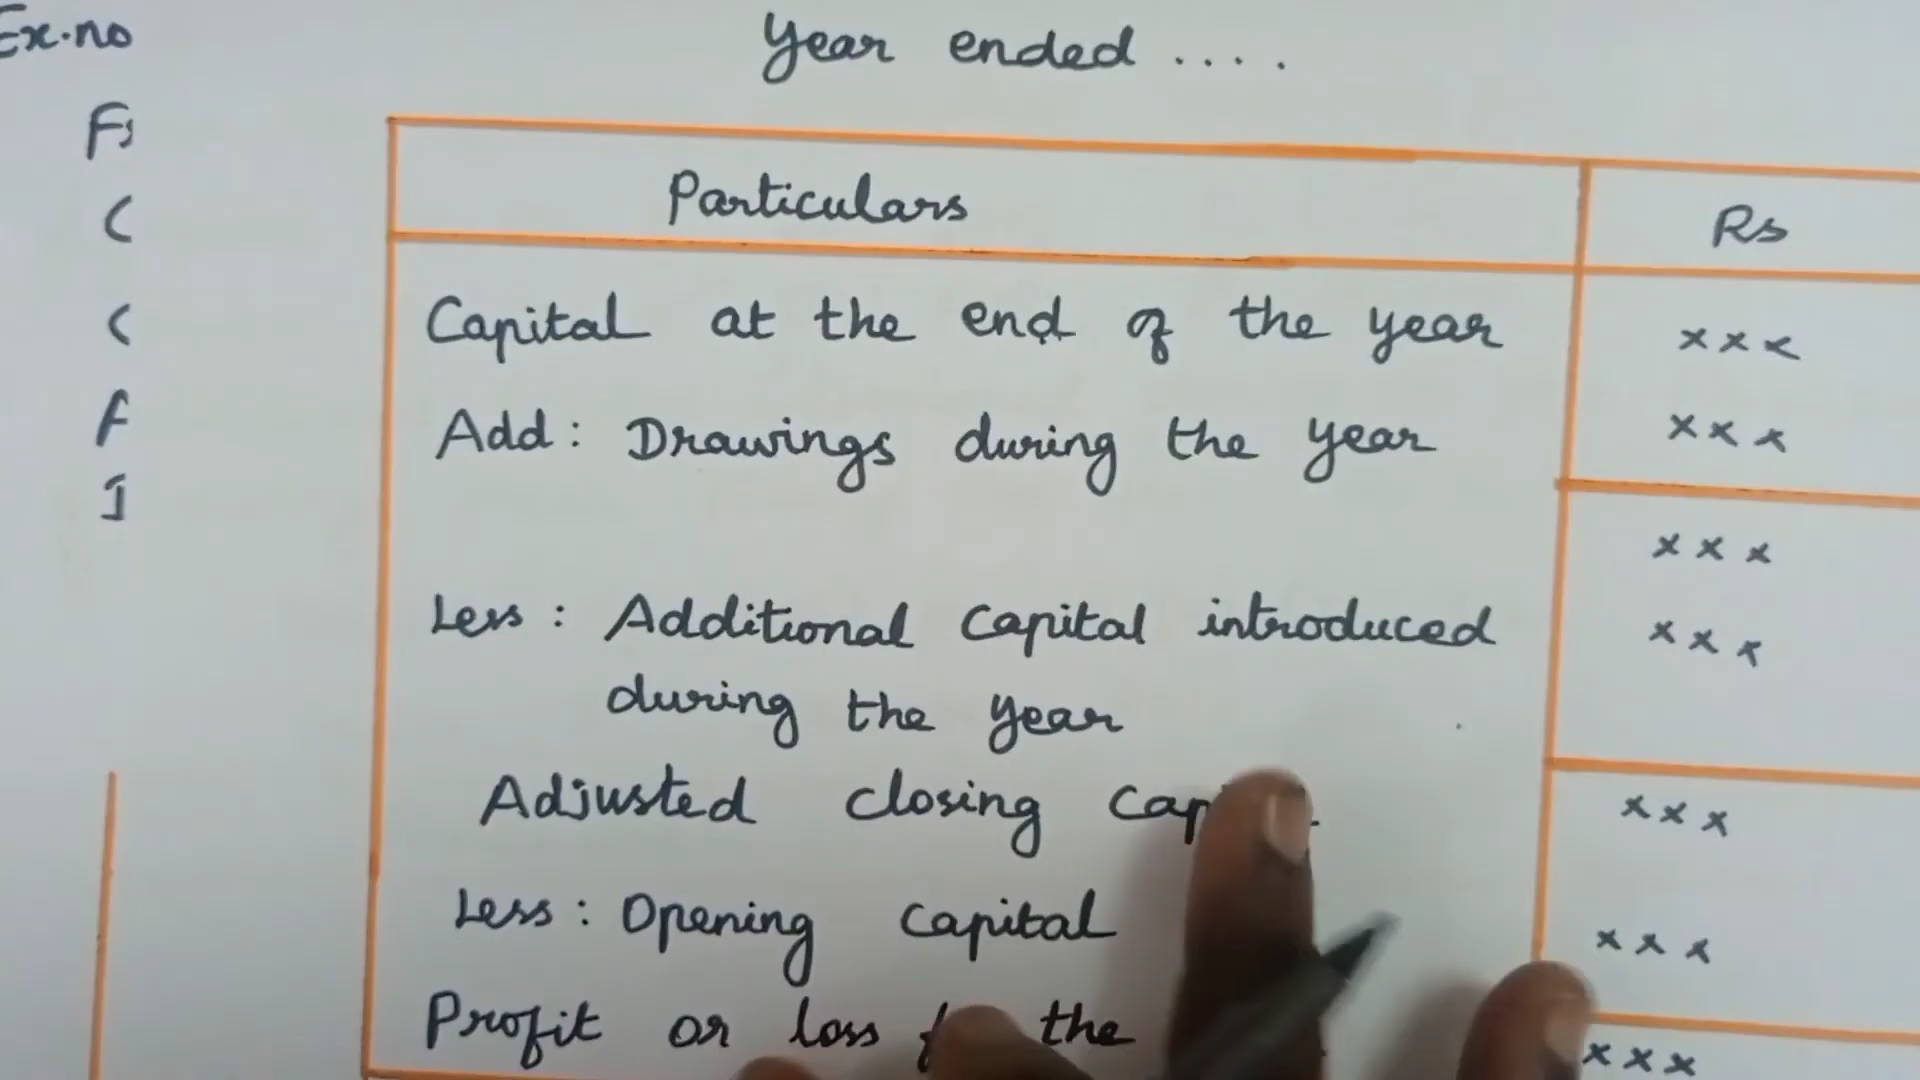 Ex.no
Year ended ....
Particulars
Rs
Capital at the end of the year
xxx
Add: Drawings during the year
xxx
xxx
Less: Additional capital introduced
xxx
during the year
Adjusted closing
xxx
Less: Opening capital
xxx
Profit or loss the
xxx